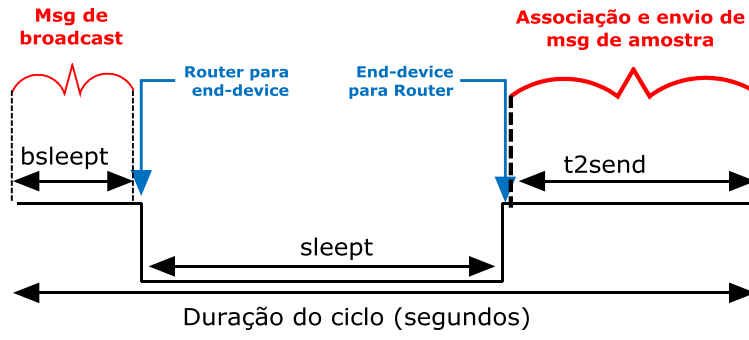 Msg de
broadcast
Associação e envio de
msg de amostra
Router para
end-device
End-device
para Router
bsleept
t2send
sleept
Duração do ciclo (segundos)